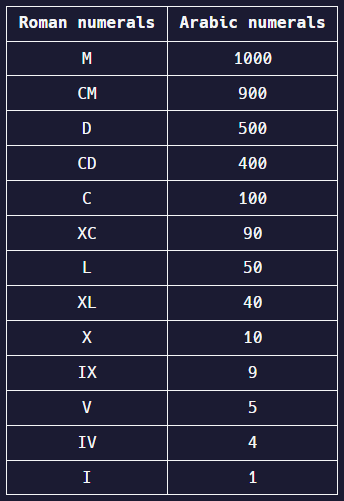 Roman numerals Arabic numerals
M 1000
CM 900
D 500
CD 400
C 100
XC 90
L 50
XL 40
X 10
IX 9
V 5
IV 4
I 1